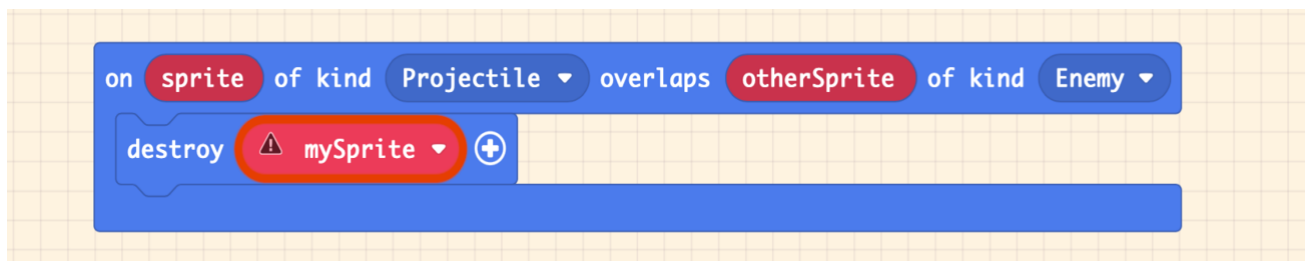 on sprite of kind Projectile overlaps otherSprite of kind Enemy
destroy mySprite